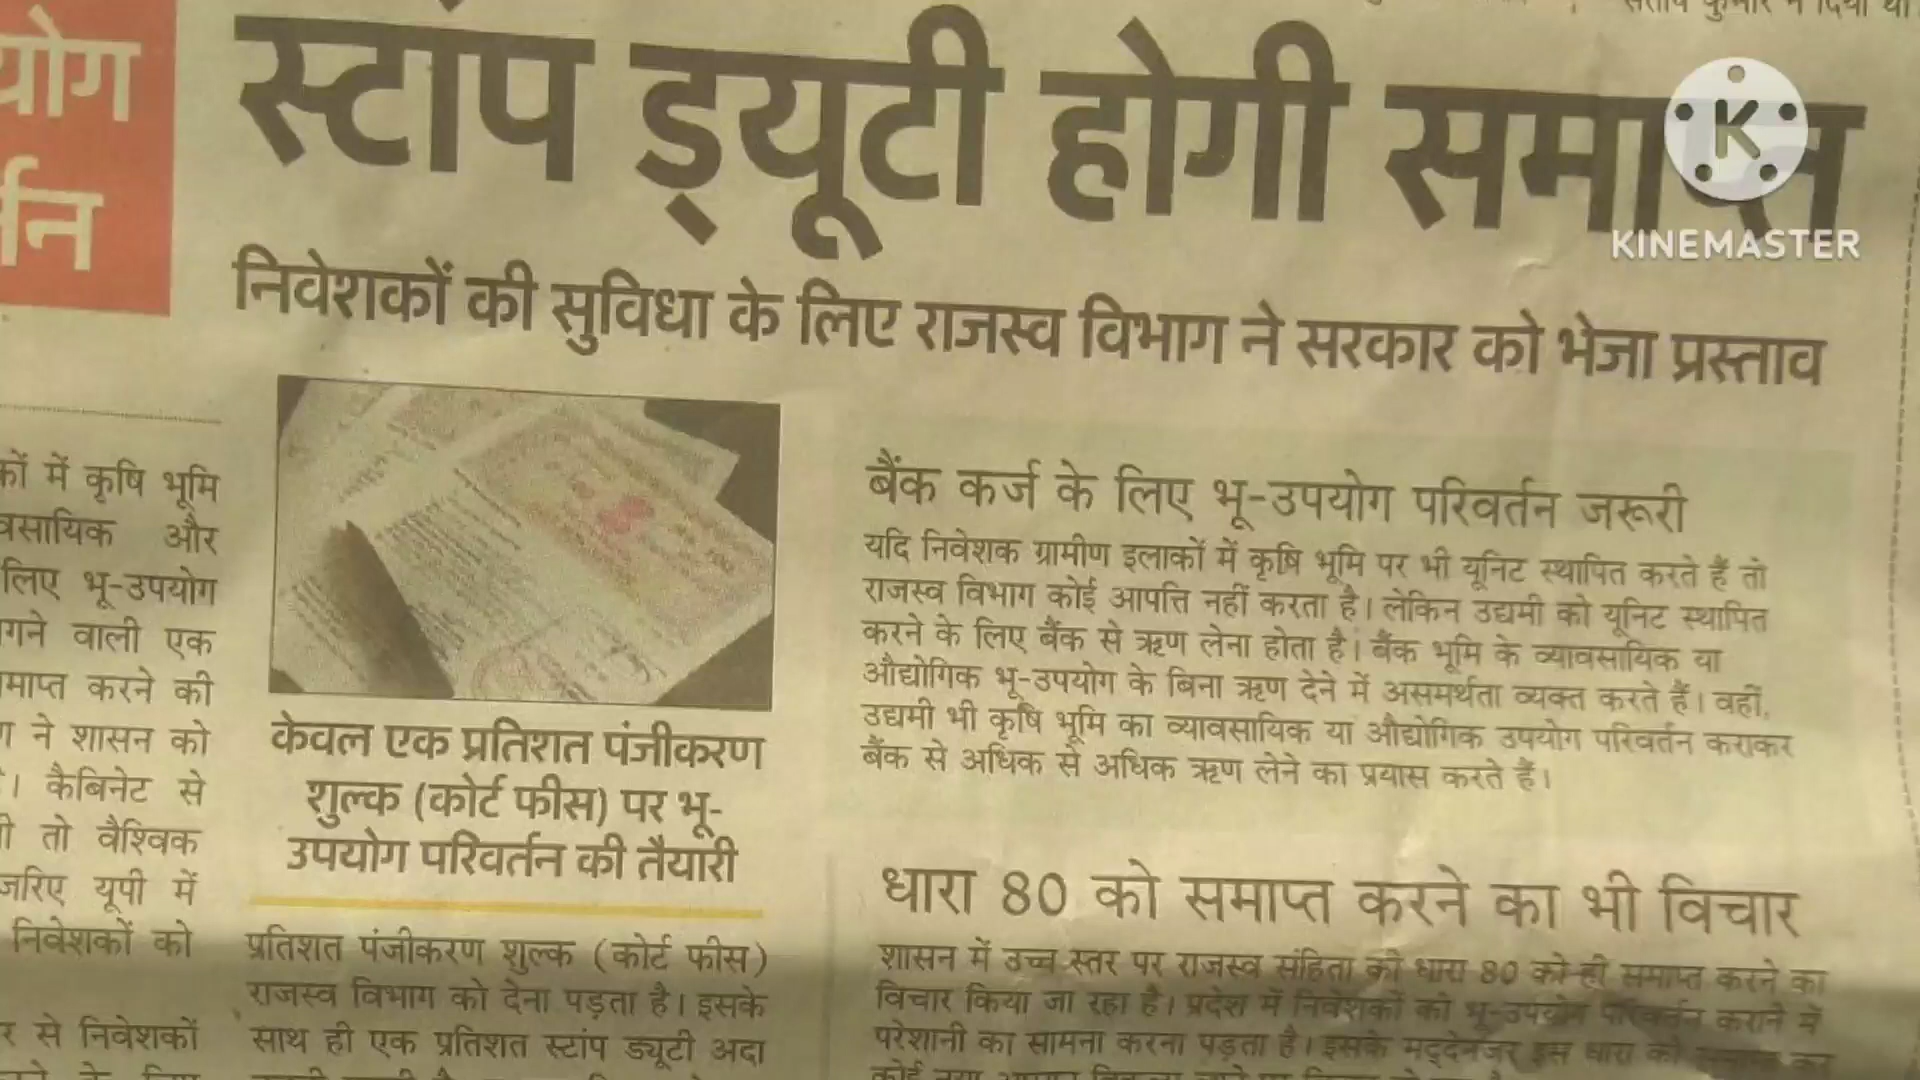 योग
र्तन
स्टांप ड्यूटी होगी समाप्त
KINEMASTER
निवेशकों की सुविधा के लिए राजस्व विभाग ने सरकार को भेजा प्रस्ताव
में कृषि भूमि
और
लिए भू-उपयोग
वाली एक
करने की
ने शासन को
। कैबिनेट से
तो वैश्विक
जरिए यूपी में
निवेशकों को
से निवेशकों
केवल एक प्रतिशत पंजीकरण
शुल्क (कोर्ट फीस) पर भू-
उपयोग परिवर्तन की तैयारी
प्रतिशत पंजीकरण शुल्क (कोर्ट फीस)
राजस्व विभाग को देना पड़ता है। इसके
साथ ही एक प्रतिशत स्टांप ड्यूटी अदा
बैंक कर्ज के लिए भू-उपयोग परिवर्तन जरूरी
यदि निवेशक ग्रामीण इलाकों में कृषि भूमि पर भी यूनिट स्थापित करते हैं तो
राजस्व विभाग कोई आपत्ति नहीं करता है। लेकिन उद्यमी को यूनिट स्थापित
करने के लिए बैंक से ऋण लेना होता है। बैंक भूमि के व्यावसायिक या
औद्योगिक भू-उपयोग के बिना ऋण देने में असमर्थता व्यक्त करते हैं। वहीं,
उद्यमी भी कृषि भूमि का व्यावसायिक या औद्योगिक उपयोग परिवर्तन कराकर
बैंक से अधिक से अधिक ऋण लेने का प्रयास करते हैं।
धारा 80 को समाप्त करने का भी विचार
शासन में उच्च स्तर पर राजस्व संहिता की धारा 80 को ही समाप्त करने का
विचार किया जा रहा है। प्रदेश में निवेशकों को भू-उपयोग परिवर्तन कराने में
परेशानी का सामना करना पड़ता है। इसके मद्देनजर इस धारा को समाप्त कर